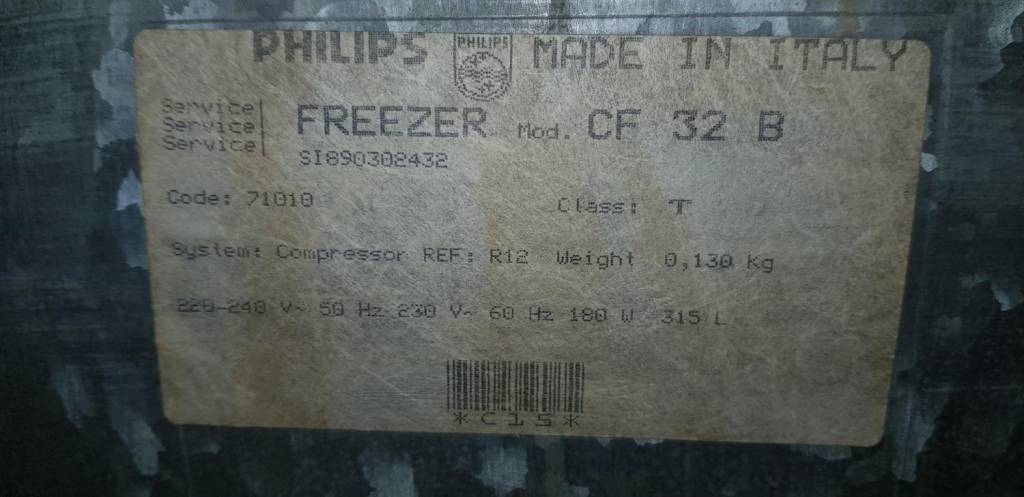 PHILIPS PHILIPS MADE IN ITALY
Service
Service
Service
FREEZER Mod. CF 32 B
SI890302432
Code: 71010 Class: T
System: Compressor REF: R12 Weight 0,130 Kg
220-240 V~ 50 Hz 230 V~ 60 Hz 180 W 315 L
*C15*